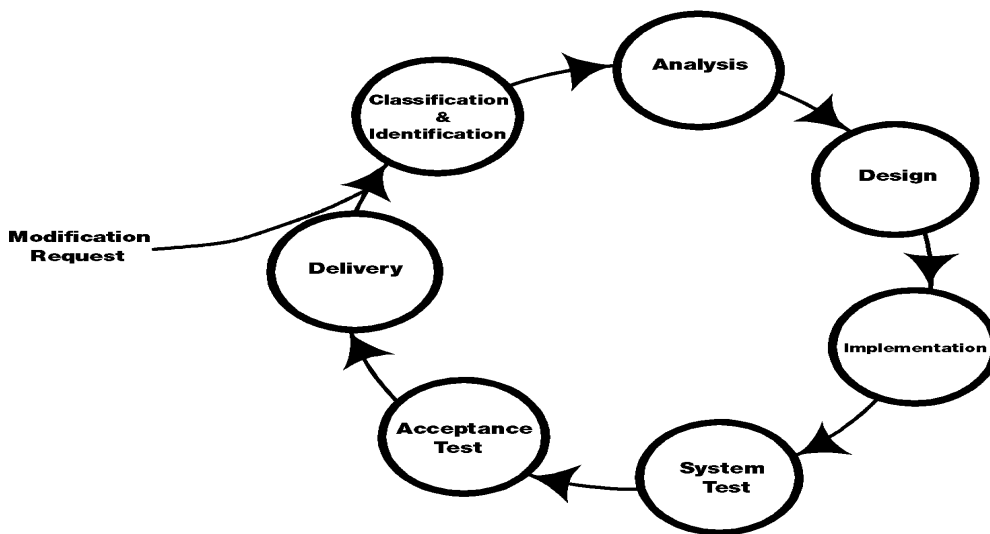 Analysis
Classification
&
Identification
Design
Modification
Request
Delivery
Implementation
Acceptance
Test
System
Test